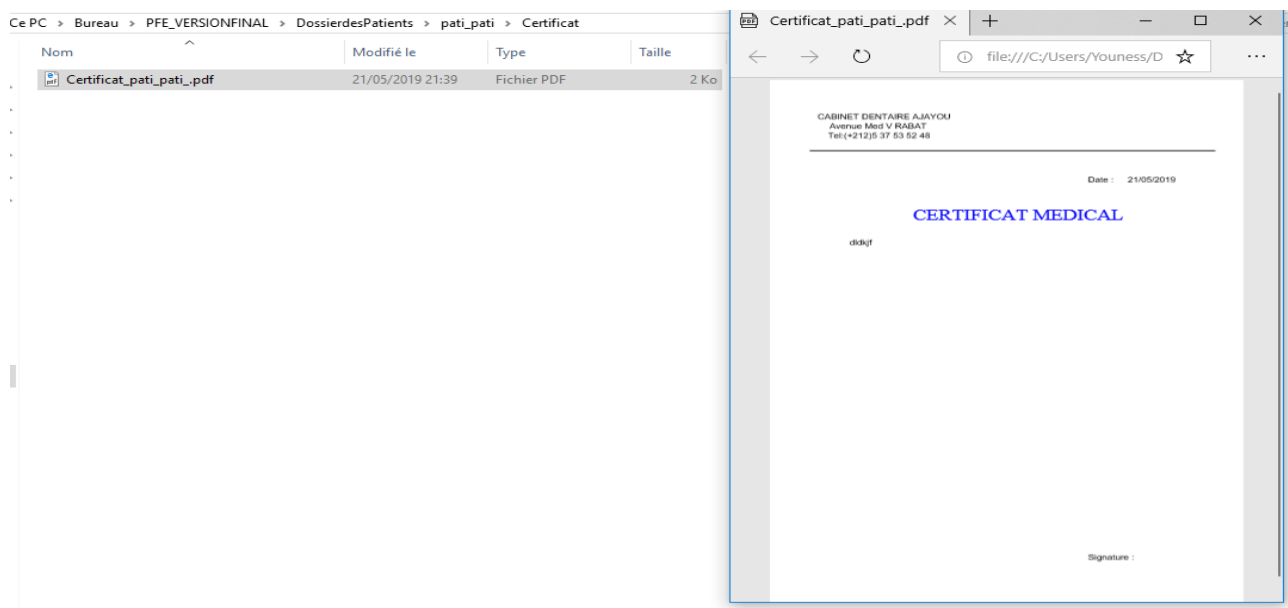 Ce PC > Bureau > PFE_VERSIONFINAL > DossierdesPatients > pati_pati > Certificat
Nom Modifié le Type Taille
Certificat_pati_pati_.pdf 21/05/2019 21:39 Fichier PDF 2 Ko
Certificat_pati_pati_.pdf
file:///C:/Users/Youness/D
CABINET DENTAIRE AJAYOU
Avenue Med V RABAT
Tel:(+212)5 37 53 52 48
Date : 21/05/2019
CERTIFICAT MEDICAL
dldkjf
Signature :